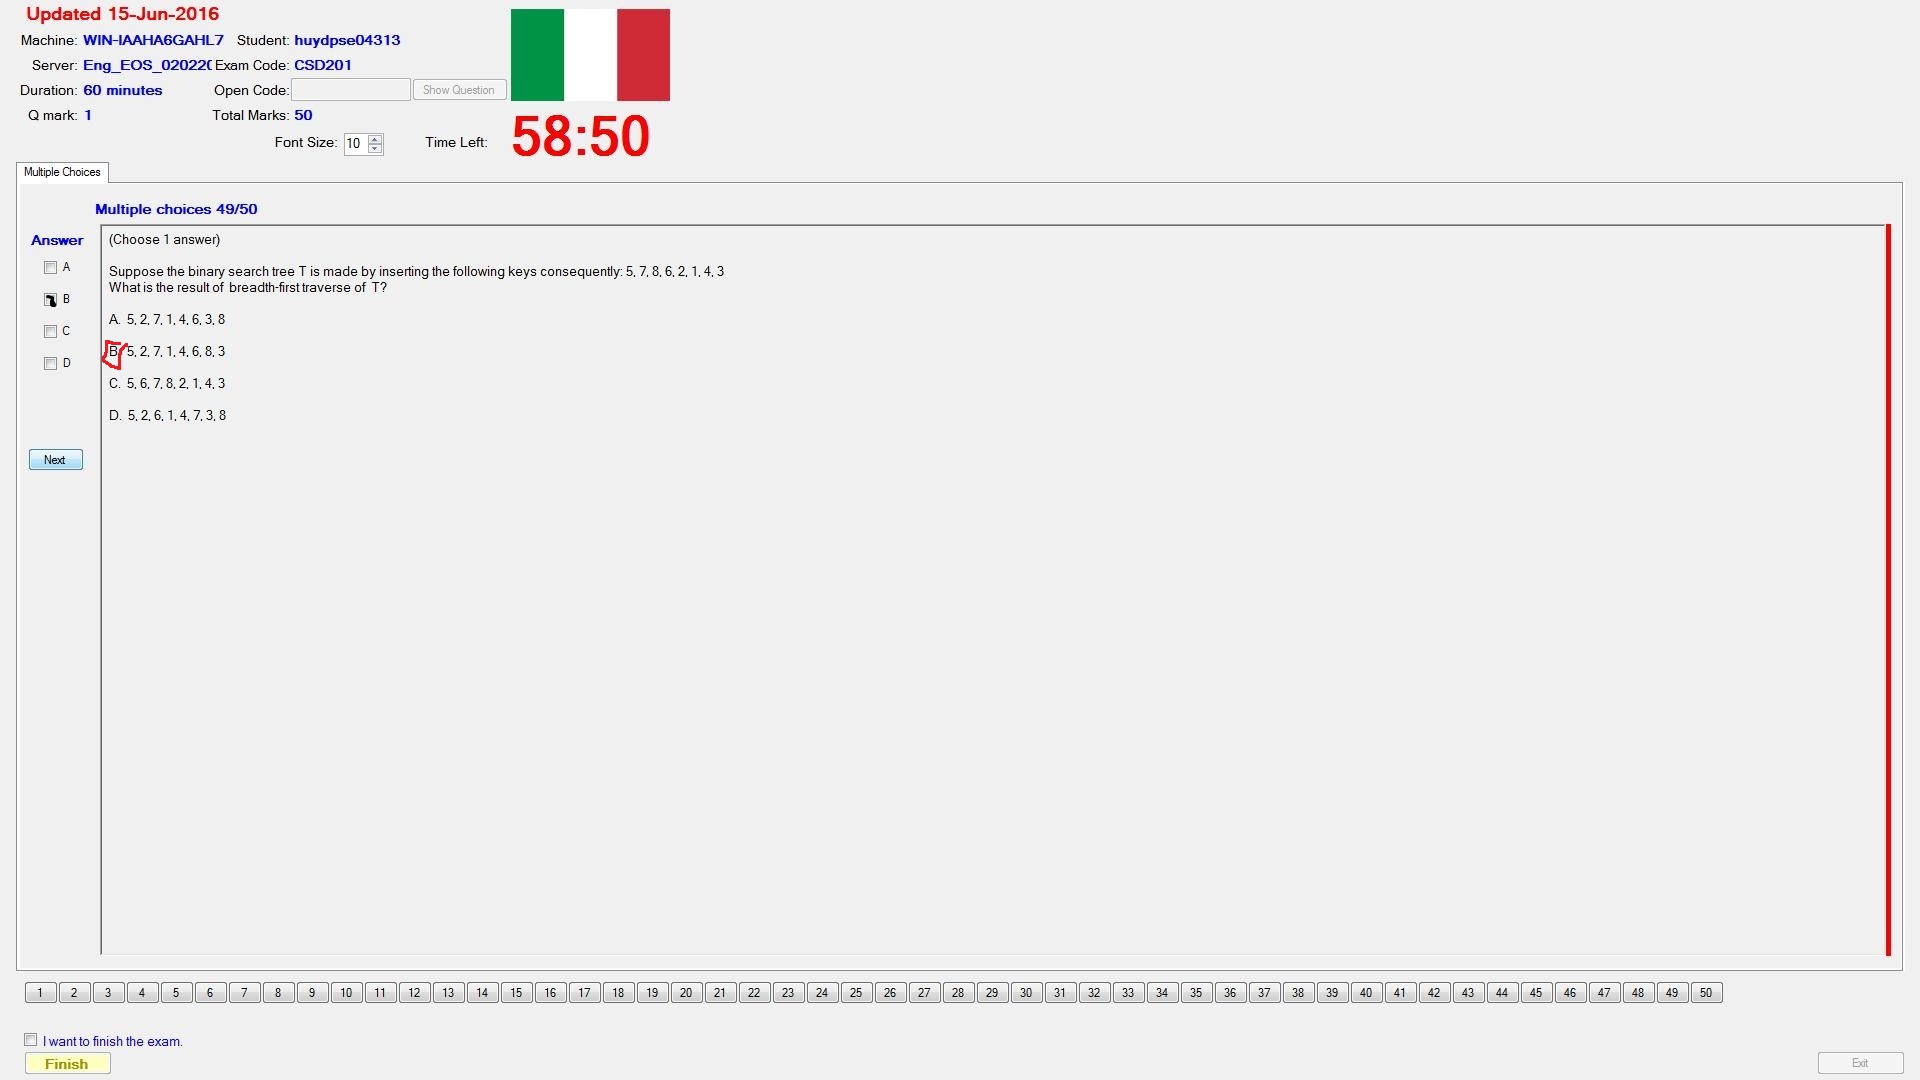 Updated 15-Jun-2016
Machine: WIN-IAAHA6GAHL7 Student: huydpse04313
Server: Eng_EOS_02022( Exam Code: CSD201
Duration: 60 minutes Open Code: Show Question
Q mark: 1 Total Marks: 50
Font Size: 10 Time Left: 58:50
Multiple Choices
Multiple choices 49/50
Answer
A
B
C
D
Next
(Choose 1 answer)
Suppose the binary search tree T is made by inserting the following keys consequently: 5, 7, 8, 6, 2, 1, 4, 3
What is the result of breadth-first traverse of T?
A. 5, 2, 7, 1, 4, 6, 3, 8
B. 5, 2, 7, 1, 4, 6, 8, 3
C. 5, 6, 7, 8, 2, 1, 4, 3
D. 5, 2, 6, 1, 4, 7, 3, 8
1 2 3 4 5 6 7 8 9 10 11 12 13 14 15 16 17 18 19 20 21 22 23 24 25 26 27 28 29 30 31 32 33 34 35 36 37 38 39 40 41 42 43 44 45 46 47 48 49 50
I want to finish the exam.
Finish
Exit